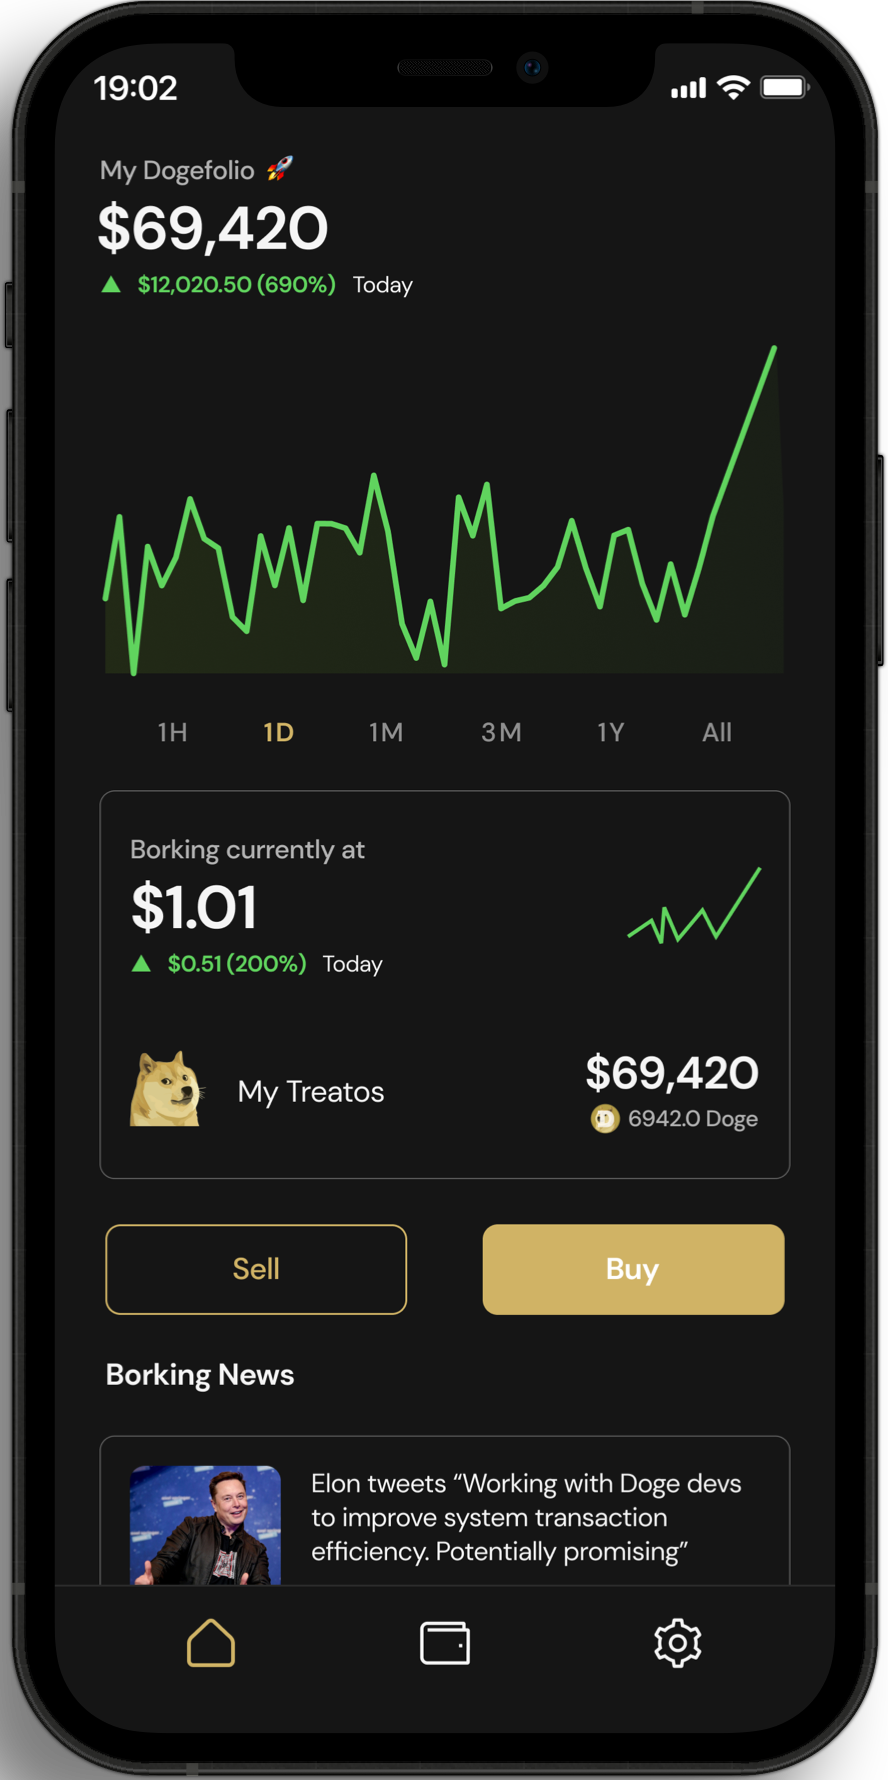 19:02
My Dogefolio 🚀
$69,420
▲ $12,020.50 (690%) Today
1H 1D 1M 3M 1Y All
Borking currently at
$1.01
▲ $0.51 (200%) Today
My Treatos
$69,420
6942.0 Doge
Sell
Buy
Borking News
Elon tweets “Working with Doge devs
to improve system transaction
efficiency. Potentially promising”